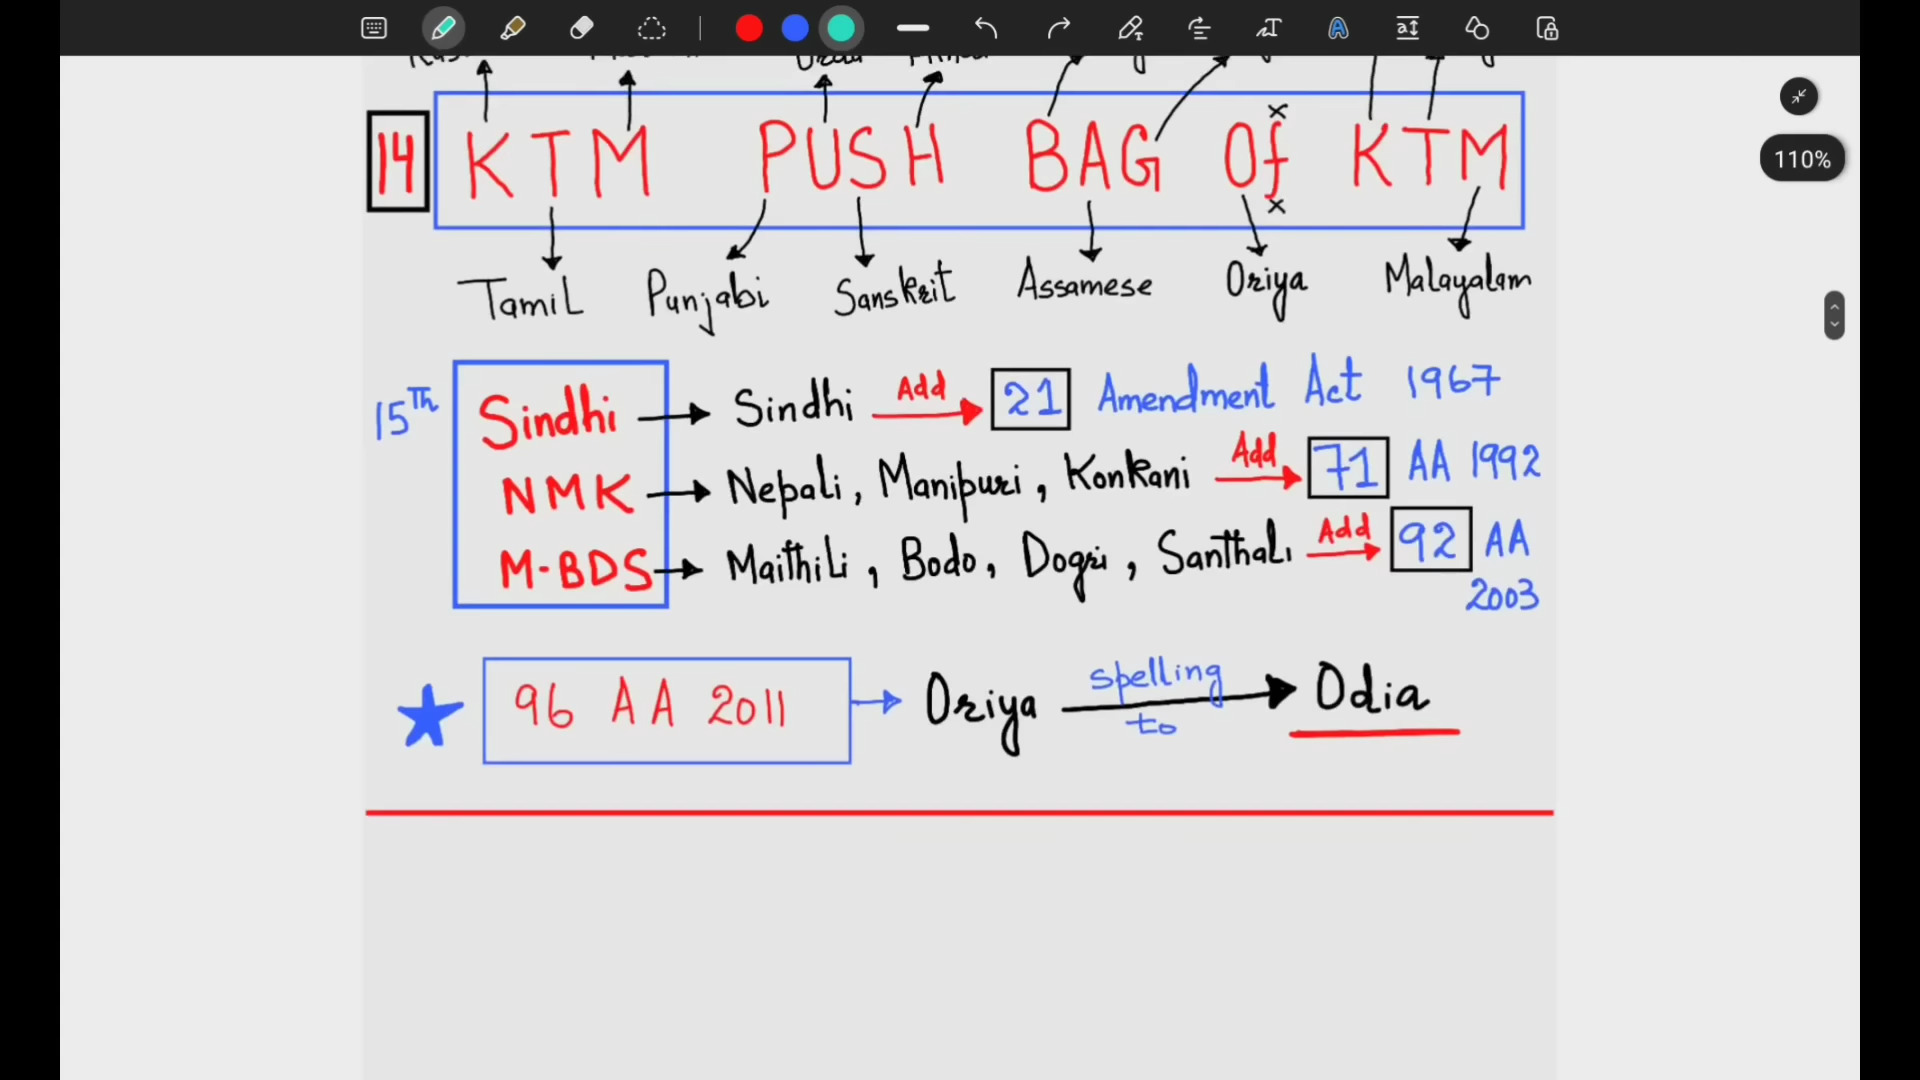 110%
14 KTM PUSH BAG Of KTM
Tamil Punjabi Sanskrit Assamese Oriya Malayalam
15Th Sindhi → Sindhi Add 21 Amendment Act 1967
NMK → Nepali, Manipuri, Konkani Add 71 AA 1992
M-BDS → Maithili, Bodo, Dogri, Santhali Add 92 AA
2003
96 AA 2011 → Oriya spelling to Odia